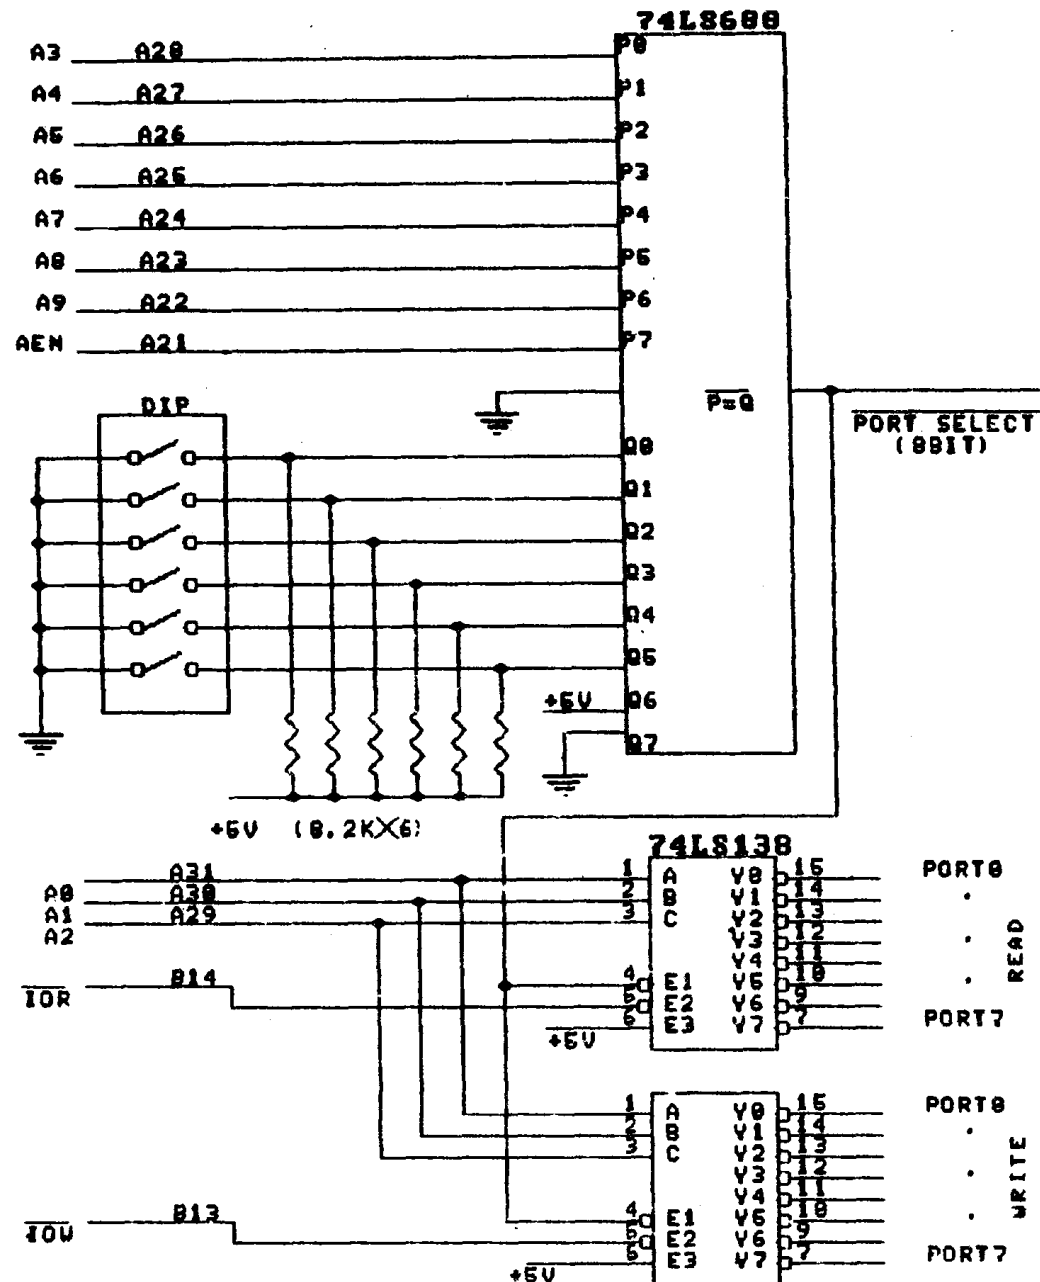 74LS688
A3 A28 P0
A4 A27 P1
A5 A26 P2
A6 A25 P3
A7 A24 P4
A8 A23 P5
A9 A22 P6
AEN A21 P7
P=Q
PORT SELECT
(8BIT)
DIP
Q0
Q1
Q2
Q3
Q4
Q5
+5V Q6
Q7
+5V (8.2K×6)
74LS138
A31 1 A Y0 15 PORT0
A0 A30 2 B Y1 14
A1 A29 3 C Y2 13
A2 Y3 12
Y4 11
IOR B14 4 E1 Y5 10
5 E2 Y6 9
+5V 6 E3 Y7 7 PORT7
READ
1 A Y0 15 PORT0
2 B Y1 14
3 C Y2 13
Y3 12
Y4 11
IOW B13 4 E1 Y5 10
5 E2 Y6 9
+5V 6 E3 Y7 7 PORT7
WRITE